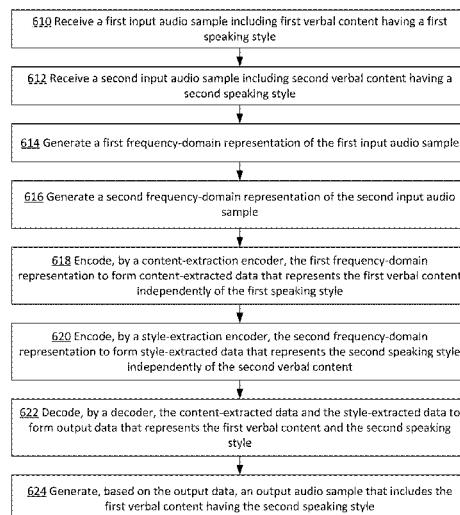 610 Receive a first input audio sample including first verbal content having a first
speaking style
612 Receive a second input audio sample including second verbal content having a
second speaking style
614 Generate a first frequency-domain representation of the first input audio sample
616 Generate a second frequency-domain representation of the second input audio
sample
618 Encode, by a content-extraction encoder, the first frequency-domain
representation to form content-extracted data that represents the first verbal content
independently of the first speaking style
620 Encode, by a style-extraction encoder, the second frequency-domain
representation to form style-extracted data that represents the second speaking style
independently of the second verbal content
622 Decode, by a decoder, the content-extracted data and the style-extracted data to
form output data that represents the first verbal content and the second speaking
style
624 Generate, based on the output data, an output audio sample that includes the
first verbal content having the second speaking style